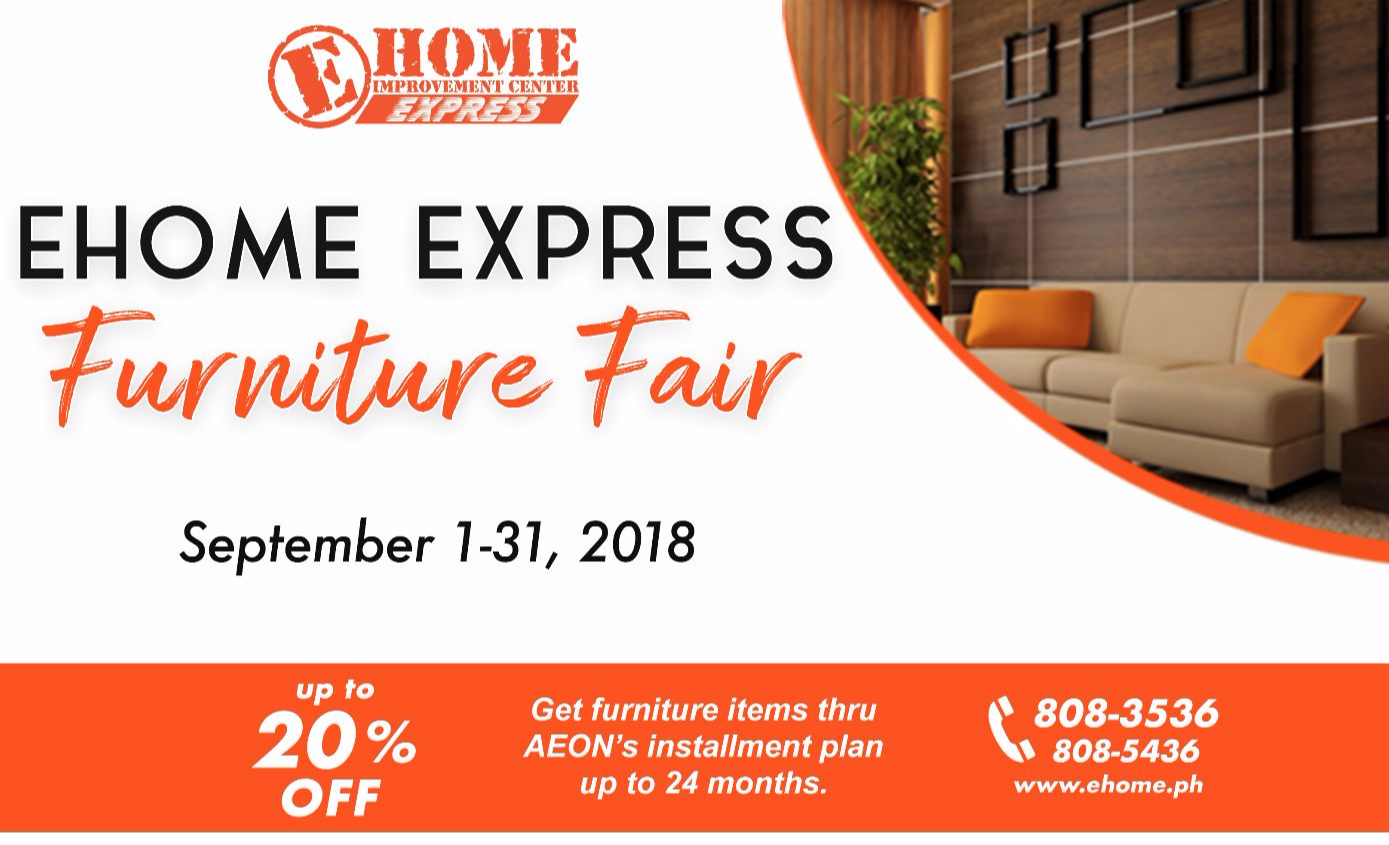 E HOME
IMPROVEMENT CENTER
EXPRESS
EHOME EXPRESS
Furniture Fair
September 1-31, 2018
up to
20%
OFF
Get furniture items thru
AEON's installment plan
up to 24 months.
808-3536
808-5436
www.ehome.ph